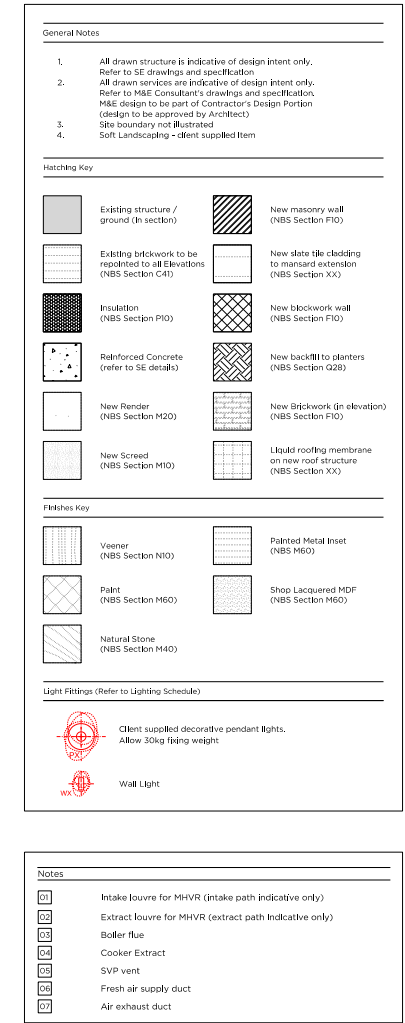 General Notes
1. All drawn structure is indicative of design intent only.
Refer to SE drawings and specification
2. All drawn services are indicative of design intent only.
Refer to M&E Consultant's drawings and specification.
M&E design to be part of Contractor's Design Portion
(design to be approved by Architect)
3. Site boundary not illustrated
4. Soft Landscaping - client supplied item
Hatching Key
Existing structure /
ground (in section)
New masonry wall
(NBS Section F10)
Existing brickwork to be
repointed to all Elevations
(NBS Section C41)
New slate tile cladding
to mansard extension
(NBS Section XX)
Insulation
(NBS Section P10)
New blockwork wall
(NBS Section F10)
Reinforced Concrete
(refer to SE details)
New backfill to planters
(NBS Section Q28)
New Render
(NBS Section M20)
New Brickwork (in elevation)
(NBS Section F10)
New Screed
(NBS Section M10)
Liquid roofing membrane
on new roof structure
(NBS Section XX)
Finishes Key
Veener
(NBS Section N10)
Painted Metal Inset
(NBS M60)
Paint
(NBS Section M60)
Shop Lacquered MDF
(NBS Section M60)
Natural Stone
(NBS Section M40)
Light Fittings (Refer to Lighting Schedule)
PX
Client supplied decorative pendant lights.
Allow 30kg fixing weight
WX
Wall Light
Notes
01 Intake louvre for MHVR (intake path indicative only)
02 Extract louvre for MHVR (extract path indicative only)
03 Boiler flue
04 Cooker Extract
05 SVP vent
06 Fresh air supply duct
07 Air exhaust duct